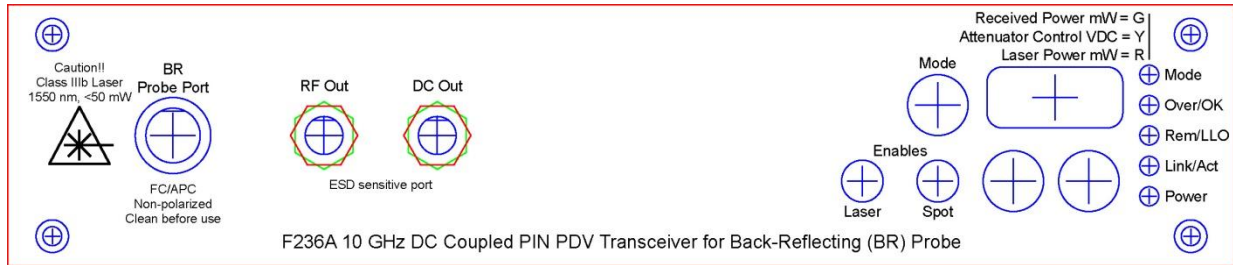 Received Power mW = G
Attenuator Control VDC = Y
Laser Power mW = R
Caution!!
Class IIIb Laser
1550 nm, <50 mW
BR
Probe Port
RF Out
DC Out
Mode
Mode
Over/OK
Rem/LLO
Link/Act
Power
Enables
Laser
Spot
FC/APC
Non-polarized
Clean before use
ESD sensitive port
F236A 10 GHz DC Coupled PIN PDV Transceiver for Back-Reflecting (BR) Probe